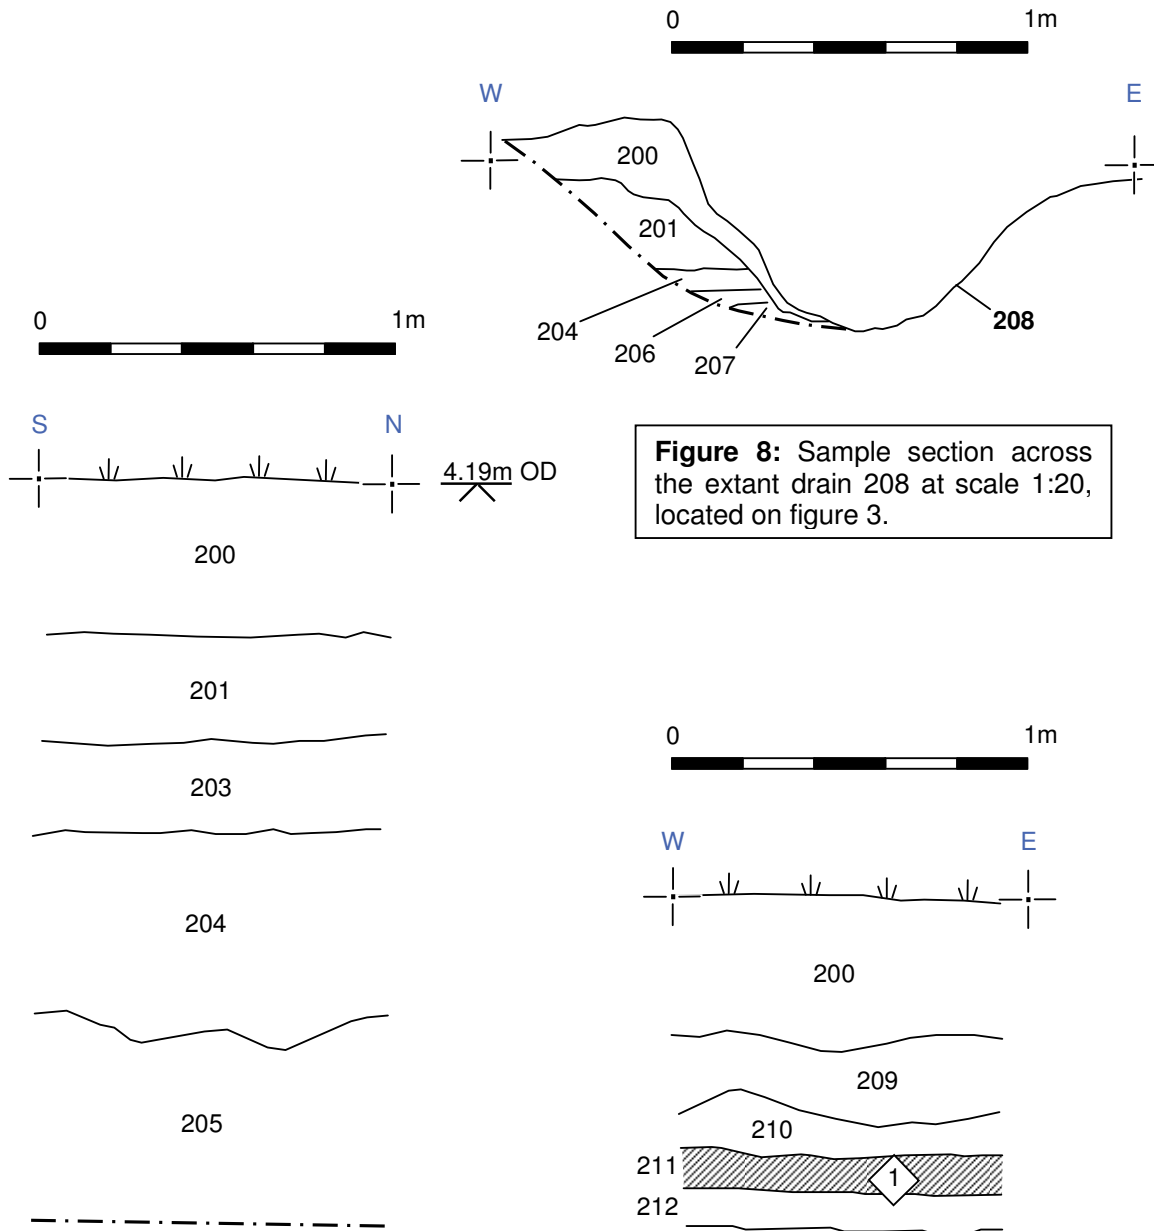 0 1m
W E
200
201
204
206
207
208
Figure 8: Sample section across
the extant drain 208 at scale 1:20,
located on figure 3.
0 1m
S N
4.19m OD
200
201
203
204
205
0 1m
W E
200
209
210
211
1
212